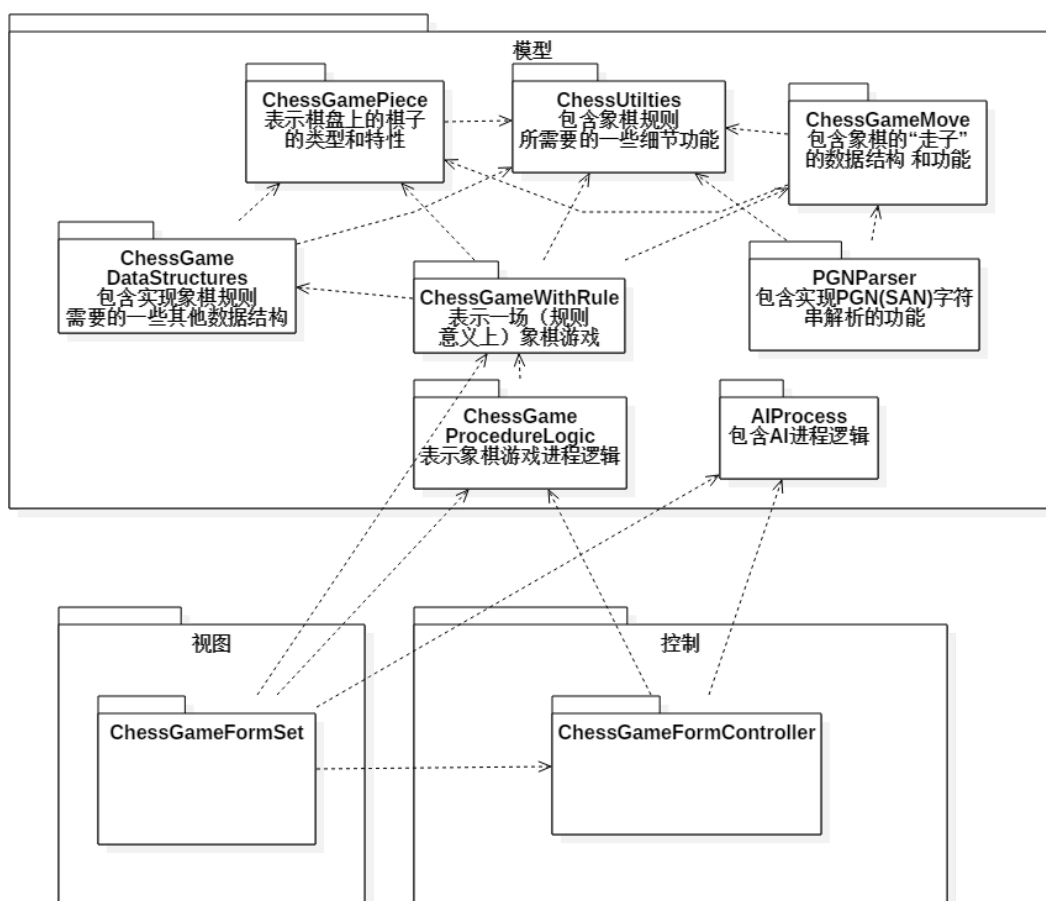 模型
ChessGamePiece
表示棋盘上的棋子
的类型和特性
ChessUtilties
包含象棋规则
所需要的一些细节功能
ChessGameMove
包含象棋的“走子”
的数据结构 和功能
ChessGame
DataStructures
包含实现象棋规则
需要的一些其他数据结构
ChessGameWithRule
表示一场（规则
意义上）象棋游戏
PGNParser
包含实现PGN(SAN)字符
串解析的功能
ChessGame
ProcedureLogic
表示象棋游戏进程逻辑
AIProcess
包含AI进程逻辑
视图
ChessGameFormSet
控制
ChessGameFormController